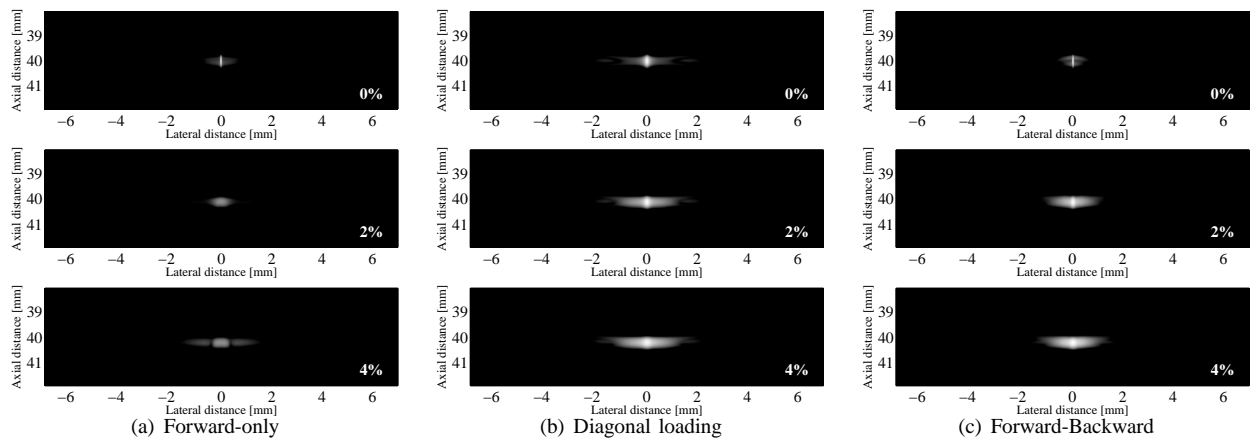 Axial distance [mm]
39
40
41
0%
−6 −4 −2 0 2 4 6
Lateral distance [mm]
Axial distance [mm]
39
40
41
2%
−6 −4 −2 0 2 4 6
Lateral distance [mm]
Axial distance [mm]
39
40
41
4%
−6 −4 −2 0 2 4 6
Lateral distance [mm]
(a) Forward-only
Axial distance [mm]
39
40
41
0%
−6 −4 −2 0 2 4 6
Lateral distance [mm]
Axial distance [mm]
39
40
41
2%
−6 −4 −2 0 2 4 6
Lateral distance [mm]
Axial distance [mm]
39
40
41
4%
−6 −4 −2 0 2 4 6
Lateral distance [mm]
(b) Diagonal loading
Axial distance [mm]
39
40
41
0%
−6 −4 −2 0 2 4 6
Lateral distance [mm]
Axial distance [mm]
39
40
41
2%
−6 −4 −2 0 2 4 6
Lateral distance [mm]
Axial distance [mm]
39
40
41
4%
−6 −4 −2 0 2 4 6
Lateral distance [mm]
(c) Forward-Backward